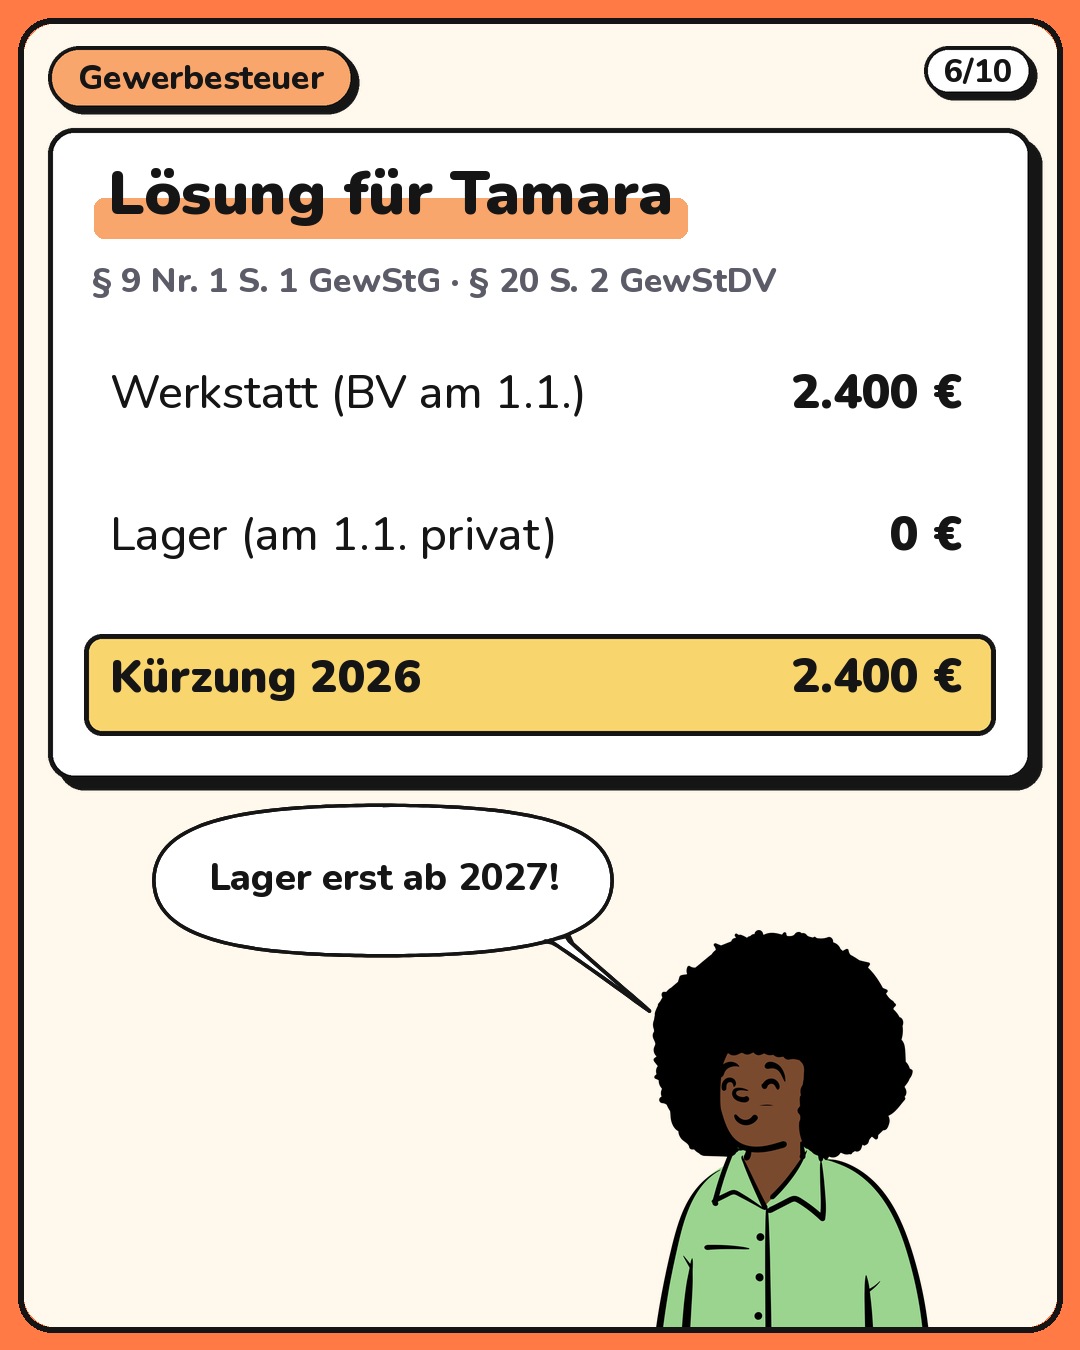 Gewerbesteuer
6/10
Lösung für Tamara
§ 9 Nr. 1 S. 1 GewStG · § 20 S. 2 GewStDV
Werkstatt (BV am 1.1.) 2.400 €
Lager (am 1.1. privat) 0 €
Kürzung 2026 2.400 €
Lager erst ab 2027!